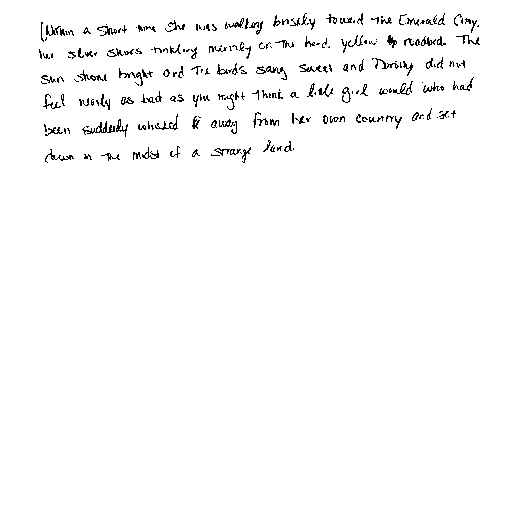 Within a short time she was walking briskly toward the Emerald City,
her silver shoes tinkling merrily on the hard, yellow roadbed. The
sun shone bright and the birds sang sweet and Dorothy did not
feel nearly as bad as you might think a little girl would who had
been suddenly whisked away from her own country and set
down in the midst of a strange land.